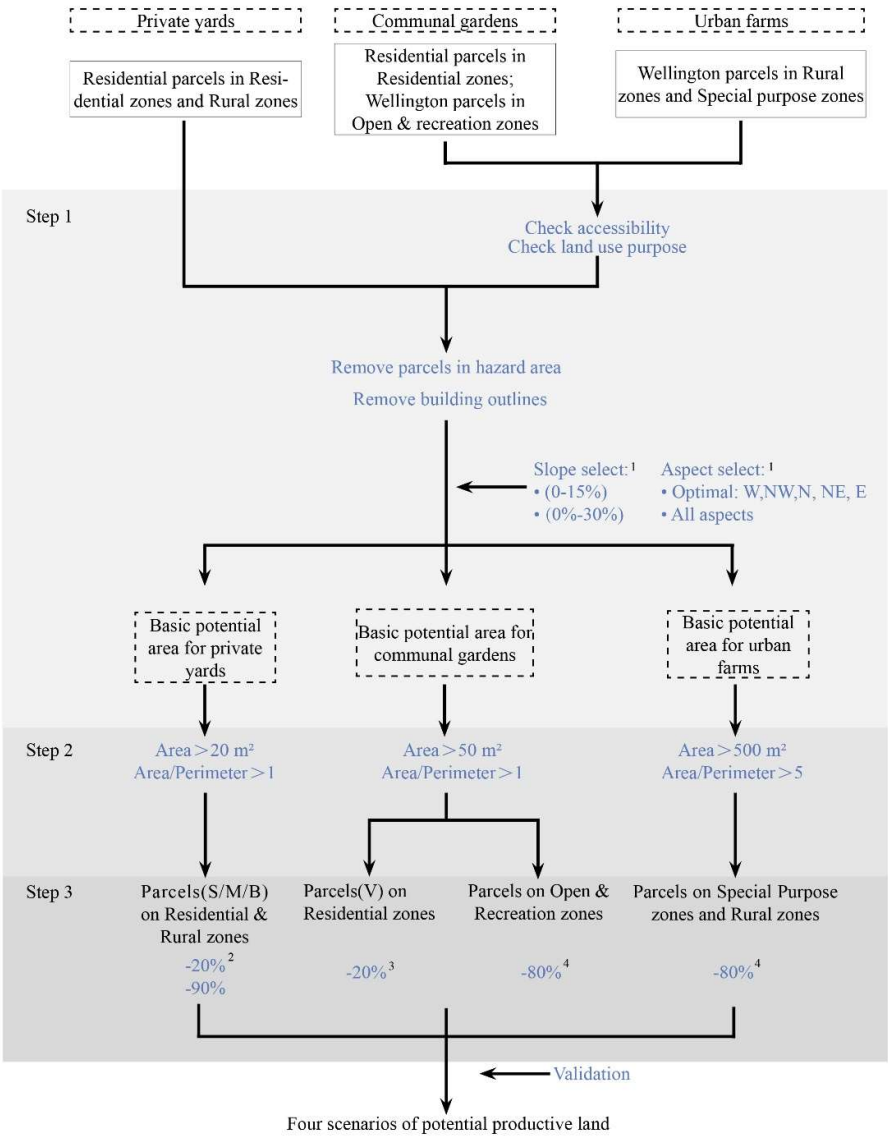 Private yards
Communal gardens
Urban farms
Residential parcels in Resi-
dential zones and Rural zones
Residential parcels in
Residential zones;
Wellington parcels in
Open & recreation zones
Wellington parcels in Rural
zones and Special purpose zones
Step 1
Check accessibility
Check land use purpose
Remove parcels in hazard area
Remove building outlines
Slope select: 1
• (0-15%)
• (0%-30%)
Aspect select: 1
• Optimal: W,NW,N, NE, E
• All aspects
Basic potential
area for private
yards
Basic potential area for
communal gardens
Basic potential
area for urban
farms
Step 2
Area＞20 m²
Area/Perimeter＞1
Area＞50 m²
Area/Perimeter＞1
Area＞500 m²
Area/Perimeter＞5
Step 3
Parcels(S/M/B)
on Residential &
Rural zones
-20% 2
-90%
Parcels(V) on
Residential zones
-20% 3
Parcels on Open &
Recreation zones
-80% 4
Parcels on Special Purpose
zones and Rural zones
-80% 4
Validation
Four scenarios of potential productive land